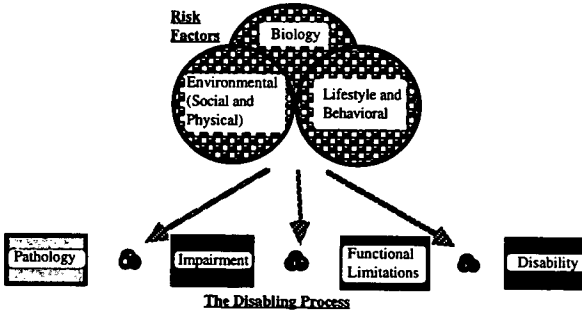 Risk
Factors
Biology
Environmental
(Social and
Physical)
Lifestyle and
Behavioral
Pathology
Impairment
Functional
Limitations
Disability
The Disabling Process